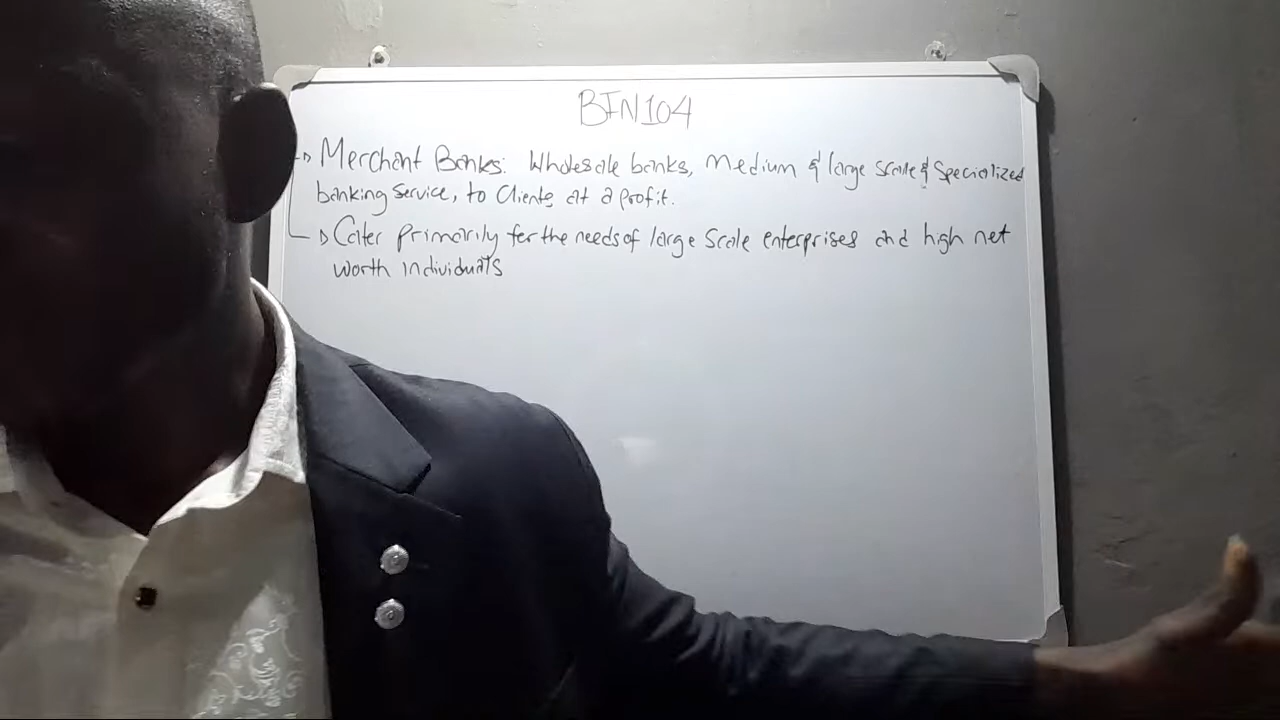 BFN104
Merchant Banks: Wholesale banks, Medium & large scale & Specialized
banking service, to Clients at a profit.
Cater primarily for the needs of large Scale enterprises and high net
worth individuals